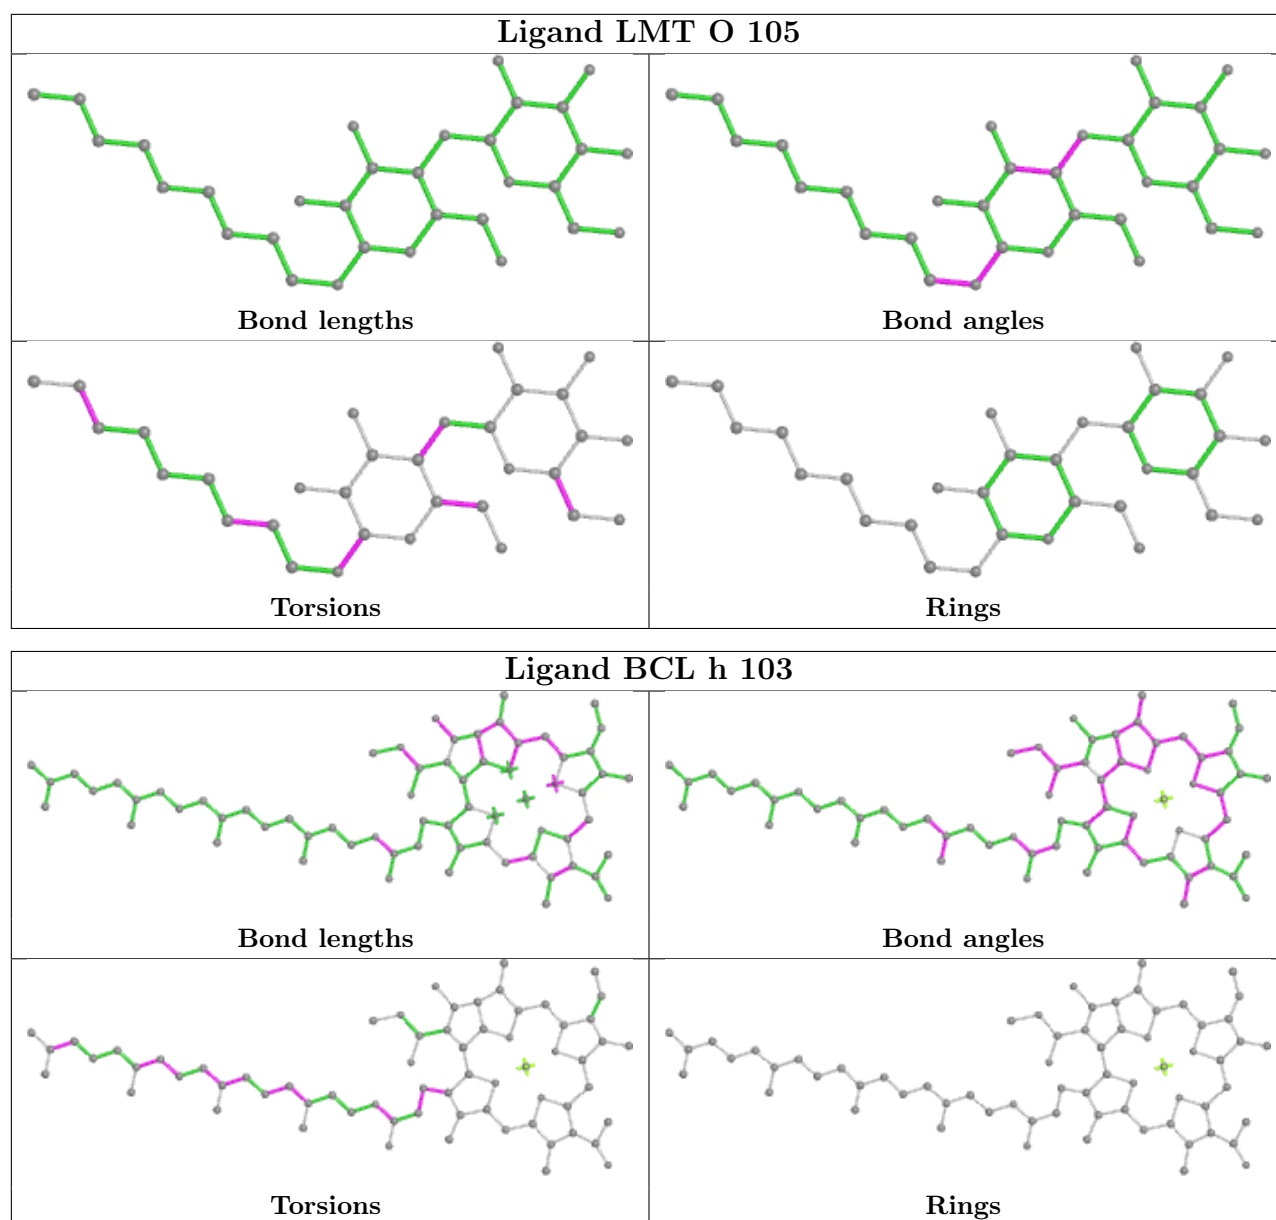 Ligand LMT O 105
Bond lengths
Bond angles
Torsions
Rings
Ligand BCL h 103
Bond lengths
Bond angles
Torsions
Rings